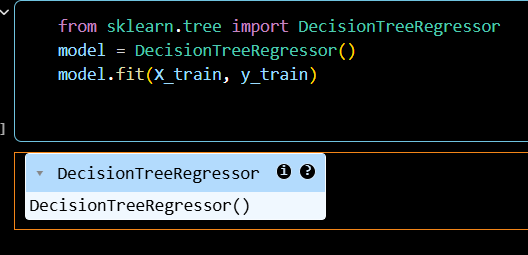 from sklearn.tree import DecisionTreeRegressor
model = DecisionTreeRegressor()
model.fit(X_train, y_train)
]
DecisionTreeRegressor i ?
DecisionTreeRegressor()